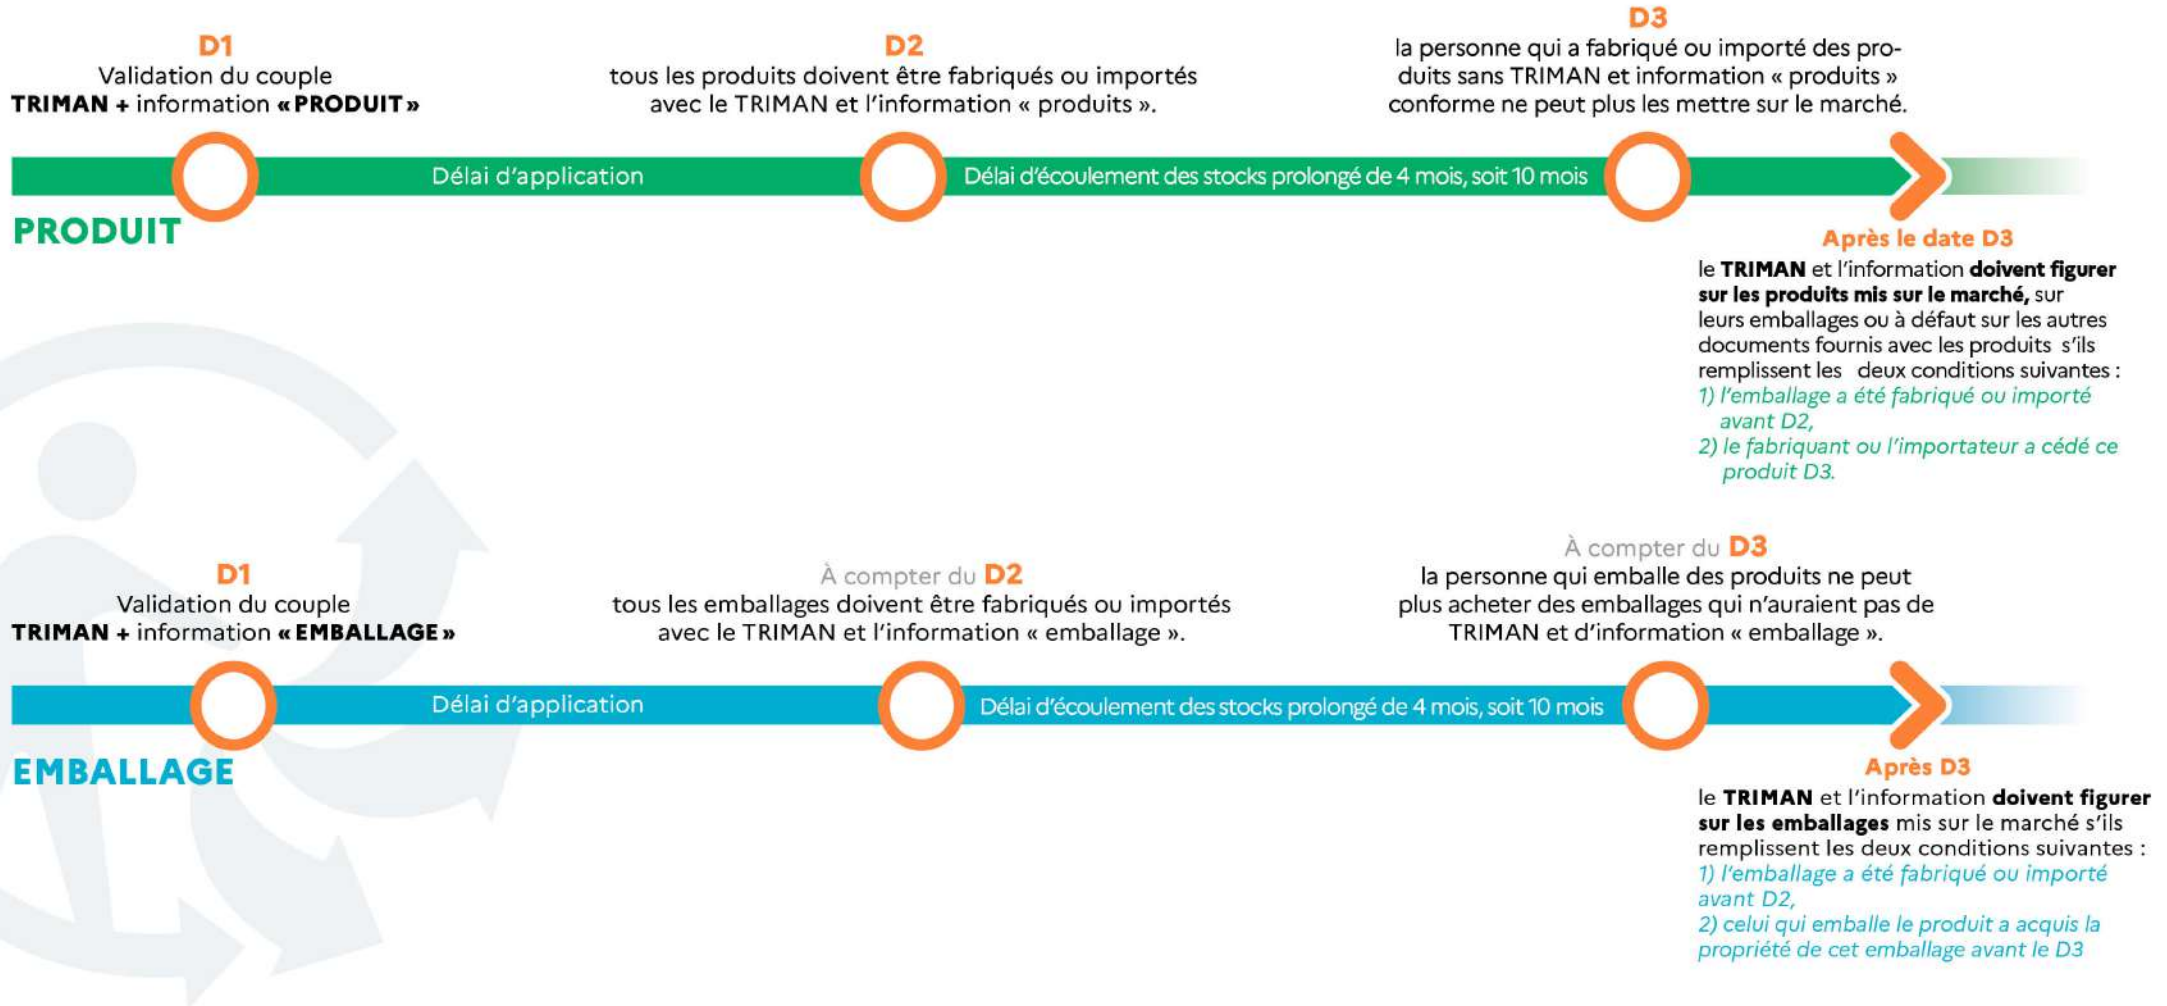 D1
Validation du couple
TRIMAN + information « PRODUIT »
D2
tous les produits doivent être fabriqués ou importés
avec le TRIMAN et l’information « produits ».
D3
la personne qui a fabriqué ou importé des pro-
duits sans TRIMAN et information « produits »
conforme ne peut plus les mettre sur le marché.
Délai d’application
Délai d’écoulement des stocks prolongé de 4 mois, soit 10 mois
PRODUIT
Après le date D3
le TRIMAN et l’information doivent figurer
sur les produits mis sur le marché, sur
leurs emballages ou à défaut sur les autres
documents fournis avec les produits s’ils
remplissent les deux conditions suivantes :
1) l’emballage a été fabriqué ou importé
avant D2,
2) le fabriquant ou l’importateur a cédé ce
produit D3.
D1
Validation du couple
TRIMAN + information « EMBALLAGE »
À compter du D2
tous les emballages doivent être fabriqués ou importés
avec le TRIMAN et l’information « emballage ».
À compter du D3
la personne qui emballe des produits ne peut
plus acheter des emballages qui n’auraient pas de
TRIMAN et d’information « emballage ».
Délai d’application
Délai d’écoulement des stocks prolongé de 4 mois, soit 10 mois
EMBALLAGE
Après D3
le TRIMAN et l’information doivent figurer
sur les emballages mis sur le marché s’ils
remplissent les deux conditions suivantes :
1) l’emballage a été fabriqué ou importé
avant D2,
2) celui qui emballe le produit a acquis la
propriété de cet emballage avant le D3